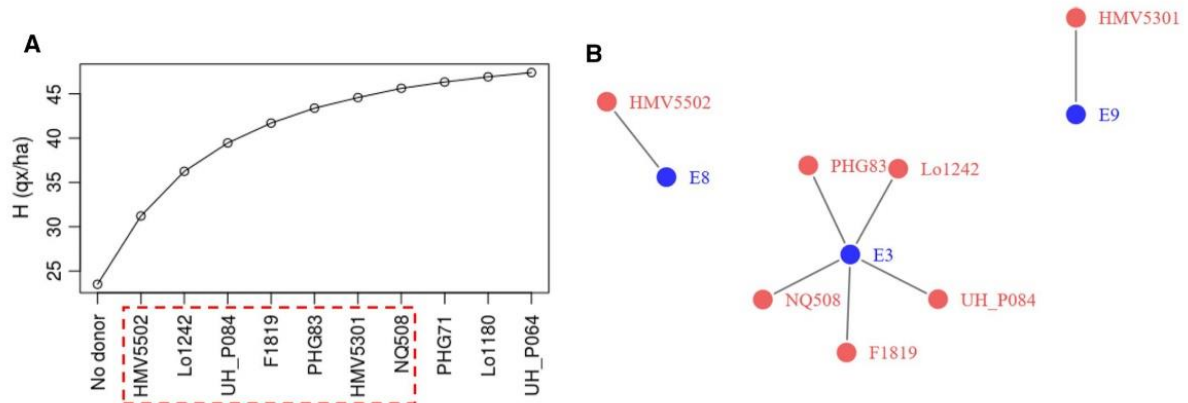 A
H (qx/ha)
45
40
35
30
25
No donor
HMV5502
Lo1242
UH_P084
F1819
PHG83
HMV5301
NQ508
PHG71
Lo1180
UH_P064
B
HMV5301
HMV5502
E9
E8
PHG83
Lo1242
E3
NQ508
UH_P084
F1819